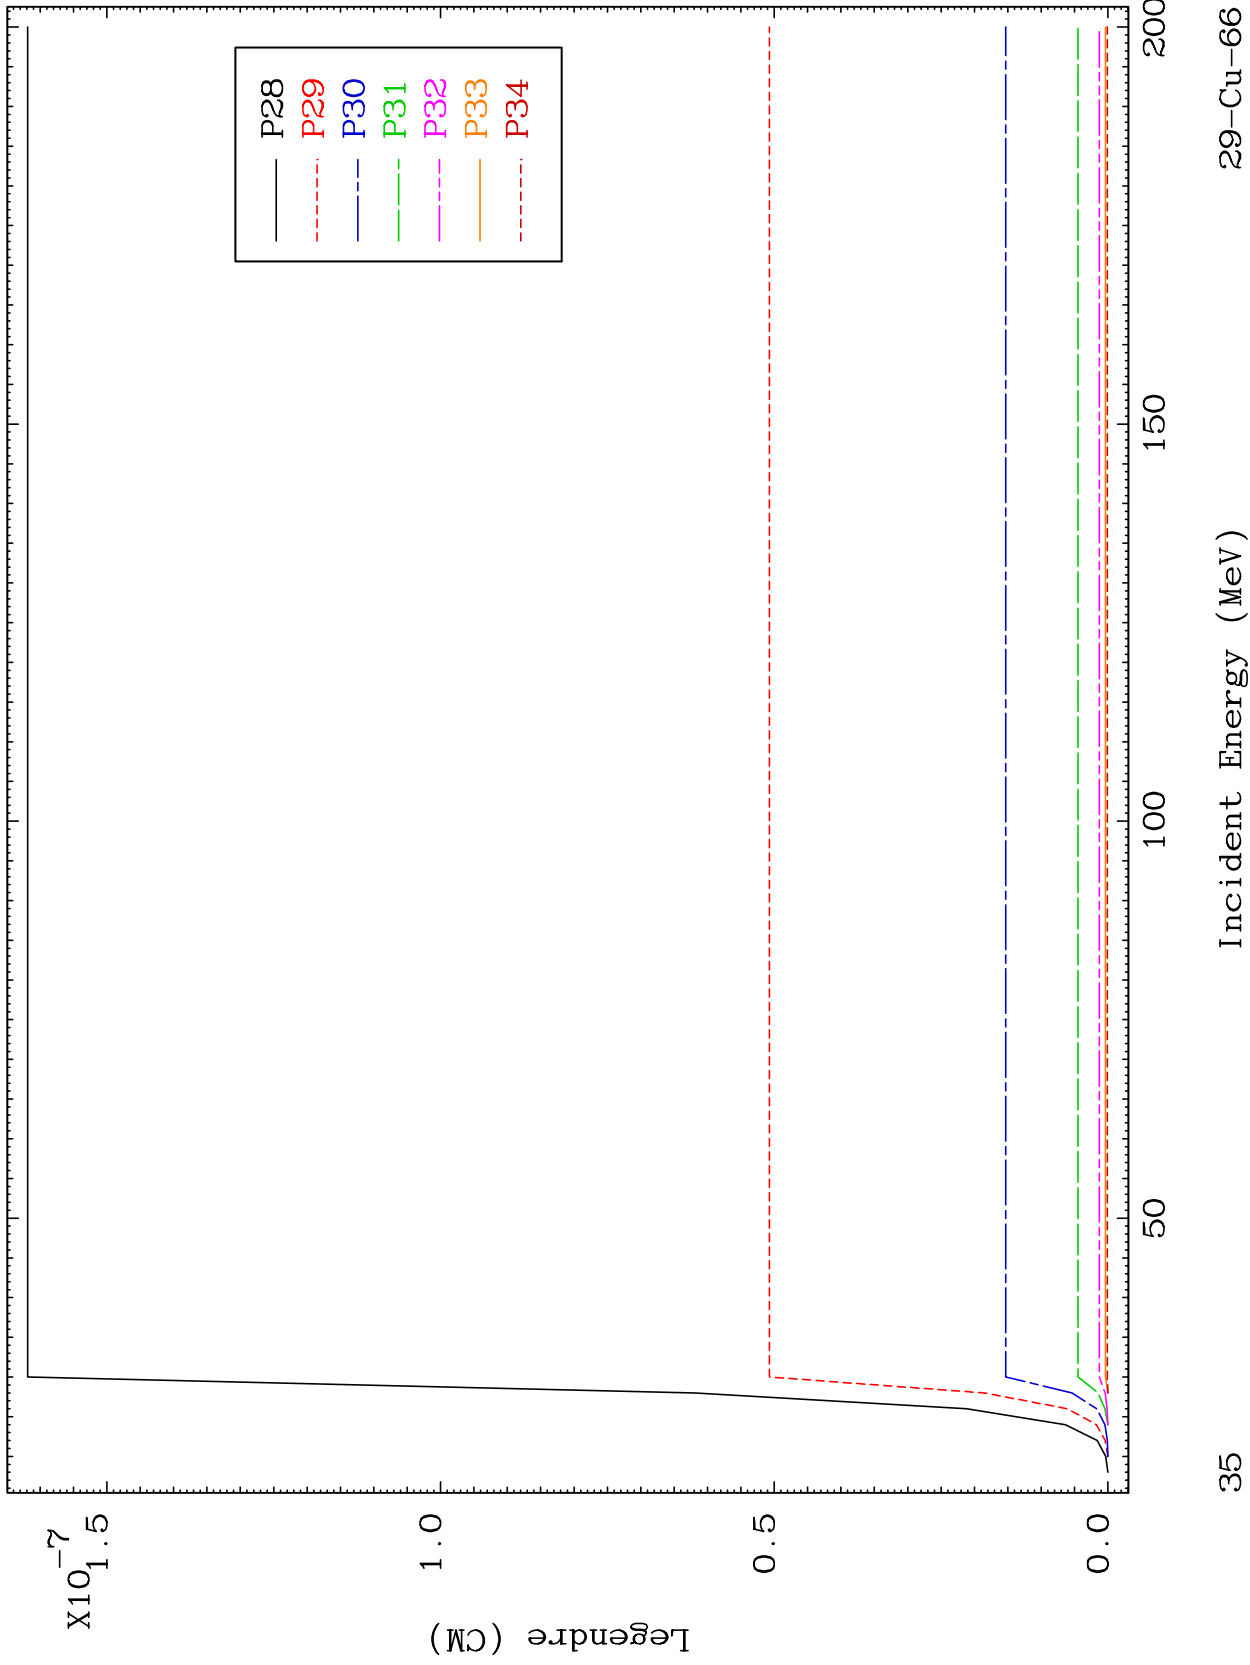 X10-7
1.5
1.0
0.5
0.0
Legendre (CM)
P28
P29
P30
P31
P32
P33
P34
50
100
150
200
Incident Energy (MeV)
35
29-Cu-66